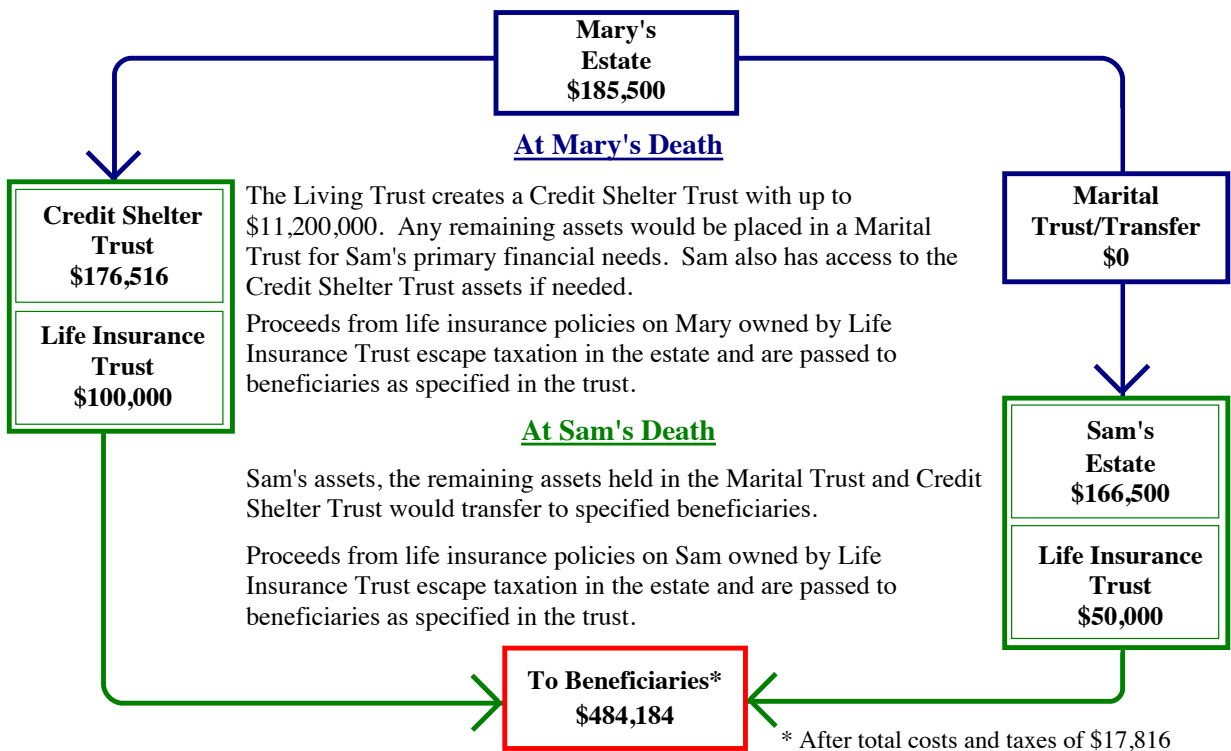 Mary's
Estate
$185,500
At Mary's Death
Credit Shelter
Trust
$176,516
Life Insurance
Trust
$100,000
The Living Trust creates a Credit Shelter Trust with up to
$11,200,000.  Any remaining assets would be placed in a Marital
Trust for Sam's primary financial needs.  Sam also has access to the
Credit Shelter Trust assets if needed.
Proceeds from life insurance policies on Mary owned by Life
Insurance Trust escape taxation in the estate and are passed to
beneficiaries as specified in the trust.
Marital
Trust/Transfer
$0
At Sam's Death
Sam's assets, the remaining assets held in the Marital Trust and Credit
Shelter Trust would transfer to specified beneficiaries.
Proceeds from life insurance policies on Sam owned by Life
Insurance Trust escape taxation in the estate and are passed to
beneficiaries as specified in the trust.
Sam's
Estate
$166,500
Life Insurance
Trust
$50,000
To Beneficiaries*
$484,184
* After total costs and taxes of $17,816